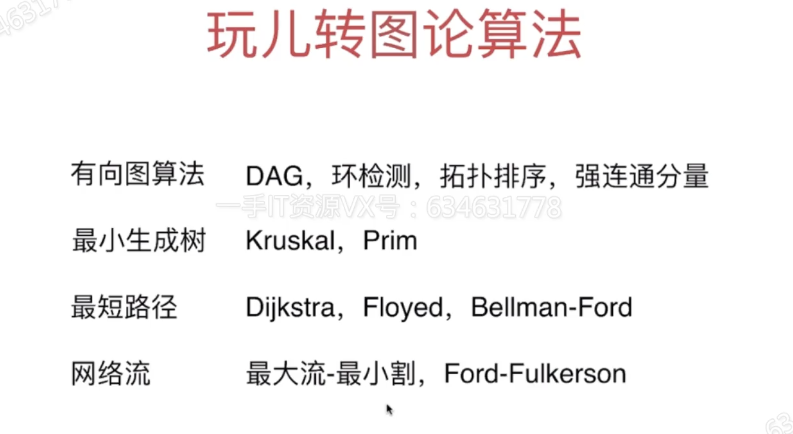 玩儿转图论算法
有向图算法 DAG，环检测，拓扑排序，强连通分量
一手IT资源VX号：634631778
最小生成树 Kruskal，Prim
最短路径 Dijkstra，Floyed，Bellman-Ford
网络流 最大流-最小割，Ford-Fulkerson